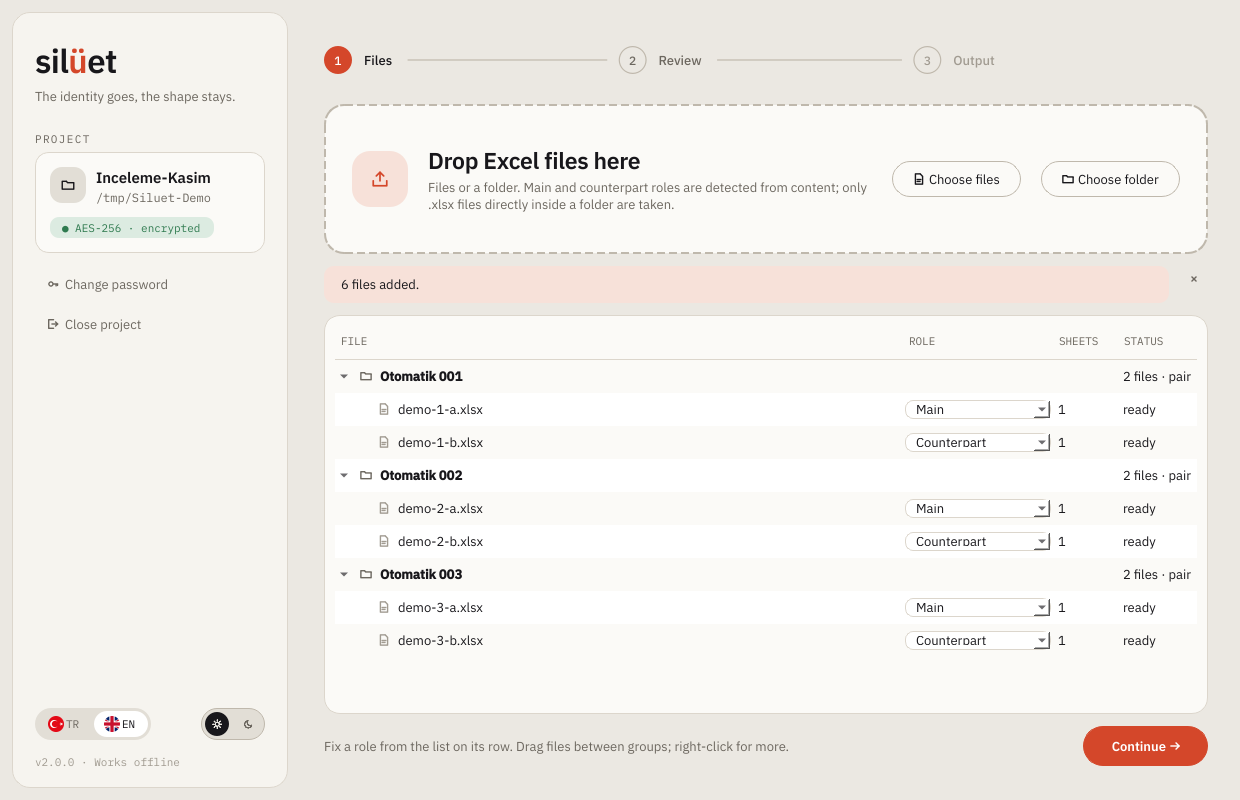 silüet
The identity goes, the shape stays.
PROJECT
Inceleme-Kasim
/tmp/Siluet-Demo
● AES-256 · encrypted
Change password
Close project
TR EN
v2.0.0 · Works offline
1 Files 2 Review 3 Output
Drop Excel files here
Files or a folder. Main and counterpart roles are detected from content; only
.xlsx files directly inside a folder are taken.
Choose files Choose folder
6 files added. ×
FILE ROLE SHEETS STATUS
Otomatik 001 2 files · pair
demo-1-a.xlsx Main 1 ready
demo-1-b.xlsx Counterpart 1 ready
Otomatik 002 2 files · pair
demo-2-a.xlsx Main 1 ready
demo-2-b.xlsx Counterpart 1 ready
Otomatik 003 2 files · pair
demo-3-a.xlsx Main 1 ready
demo-3-b.xlsx Counterpart 1 ready
Fix a role from the list on its row. Drag files between groups; right-click for more.
Continue →